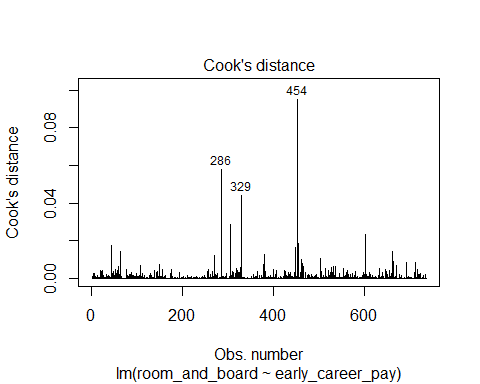 Cook's distance
454
286
329
Cook's distance
0.00 0.04 0.08
0 200 400 600
Obs. number
lm(room_and_board ~ early_career_pay)